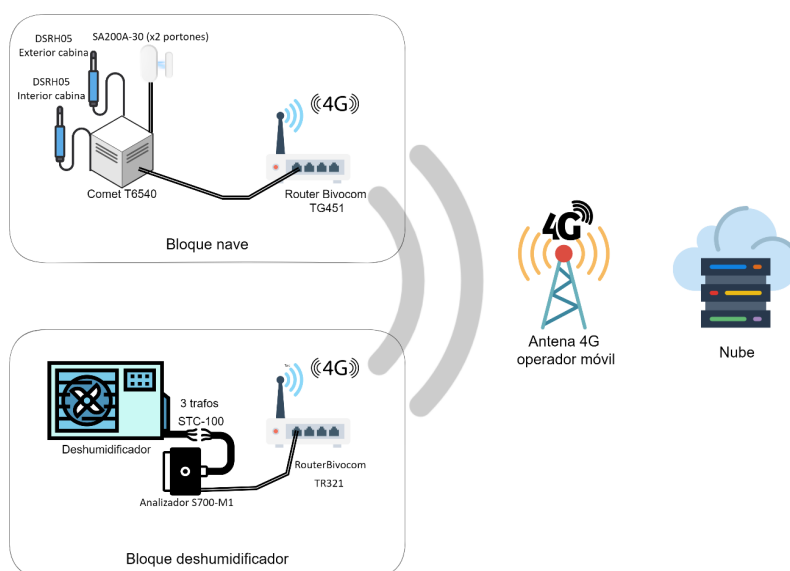 DSRH05
Exterior cabina
SA200A-30 (x2 portones)
DSRH05
Interior cabina
4G
Comet T6540
Router Bivocom
TG451
Bloque nave
4G
Antena 4G
operador móvil
Nube
4G
3 trafos
STC-100
Deshumidificador
RouterBivocom
TR321
Analizador S700-M1
Bloque deshumidificador